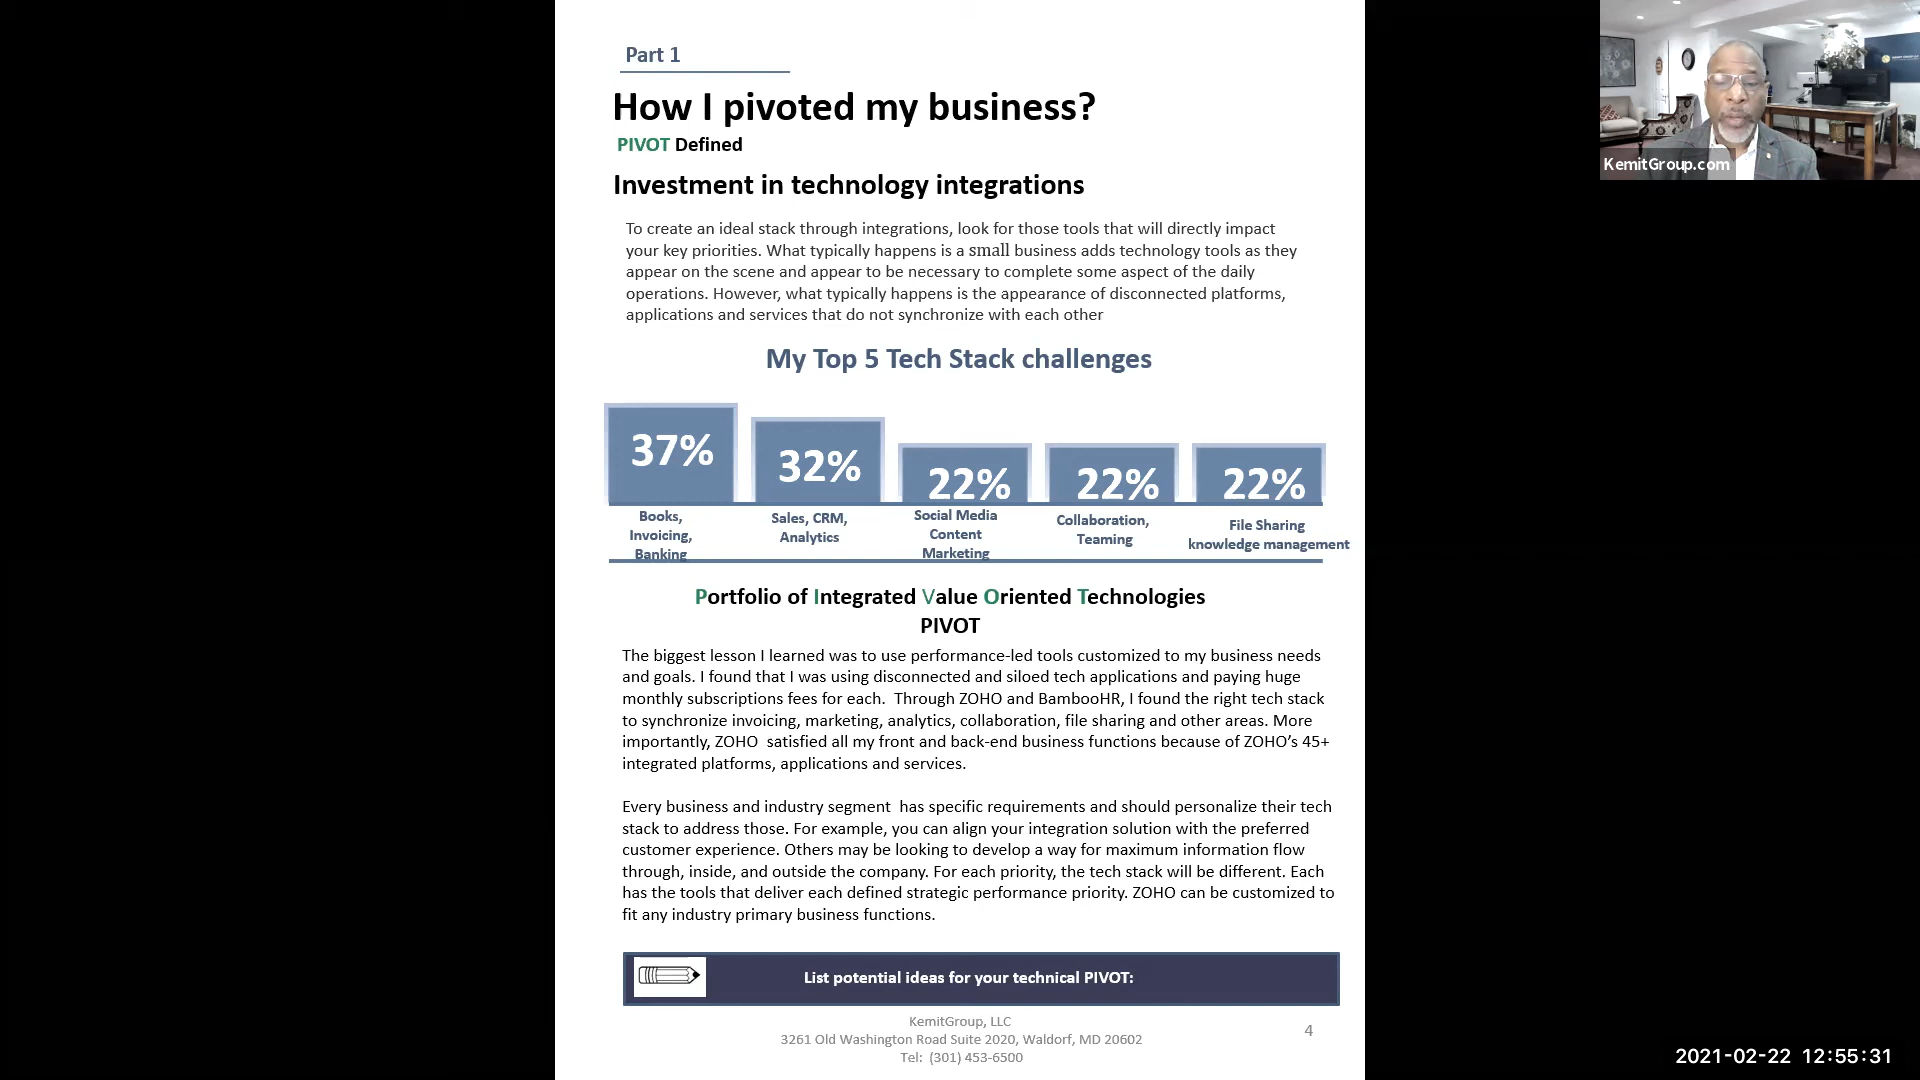 Part 1
How I pivoted my business?
PIVOT Defined
Investment in technology integrations
To create an ideal stack through integrations, look for those tools that will directly impact
your key priorities. What typically happens is a small business adds technology tools as they
appear on the scene and appear to be necessary to complete some aspect of the daily
operations. However, what typically happens is the appearance of disconnected platforms,
applications and services that do not synchronize with each other
My Top 5 Tech Stack challenges
37%
32%
22%
22%
22%
Books,
Invoicing,
Banking
Sales, CRM,
Analytics
Social Media
Content
Marketing
Collaboration,
Teaming
File Sharing
knowledge management
Portfolio of Integrated Value Oriented Technologies
PIVOT
The biggest lesson I learned was to use performance-led tools customized to my business needs
and goals. I found that I was using disconnected and siloed tech applications and paying huge
monthly subscriptions fees for each.  Through ZOHO and BambooHR, I found the right tech stack
to synchronize invoicing, marketing, analytics, collaboration, file sharing and other areas. More
importantly, ZOHO  satisfied all my front and back-end business functions because of ZOHO’s 45+
integrated platforms, applications and services.
Every business and industry segment  has specific requirements and should personalize their tech
stack to address those. For example, you can align your integration solution with the preferred
customer experience. Others may be looking to develop a way for maximum information flow
through, inside, and outside the company. For each priority, the tech stack will be different. Each
has the tools that deliver each defined strategic performance priority. ZOHO can be customized to
fit any industry primary business functions.
List potential ideas for your technical PIVOT:
KemitGroup, LLC
3261 Old Washington Road Suite 2020, Waldorf, MD 20602
Tel:  (301) 453-6500
4
KemitGroup.com
2021-02-22 12:55:31